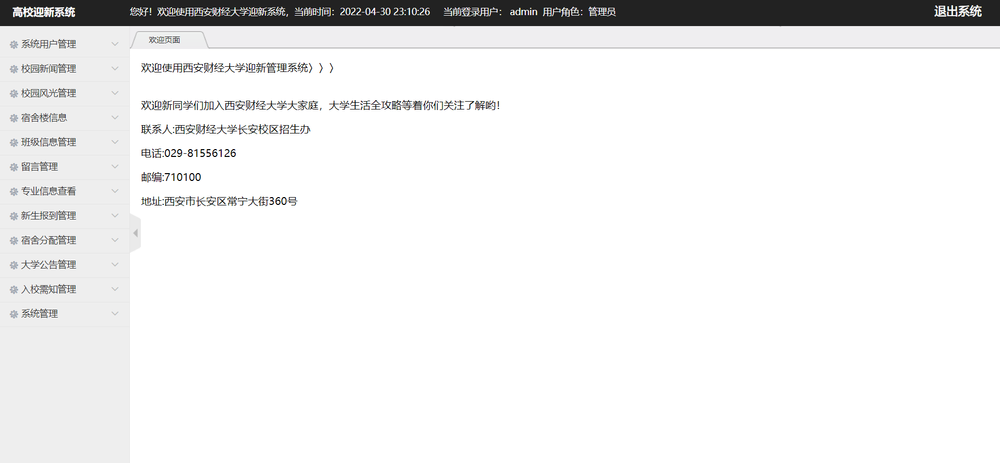 高校迎新系统
您好！欢迎使用西安财经大学迎新系统，当前时间：2022-04-30 23:10:26 当前登录用户： admin 用户角色：管理员
退出系统
系统用户管理
校园新闻管理
校园风光管理
宿舍楼信息
班级信息管理
留言管理
专业信息查看
新生报到管理
宿舍分配管理
大学公告管理
入校需知管理
系统管理
欢迎页面
欢迎使用西安财经大学迎新管理系统〉〉〉
欢迎新同学们加入西安财经大学大家庭，大学生活全攻略等着你们关注了解哟！
联系人:西安财经大学长安校区招生办
电话:029-81556126
邮编:710100
地址:西安市长安区常宁大街360号